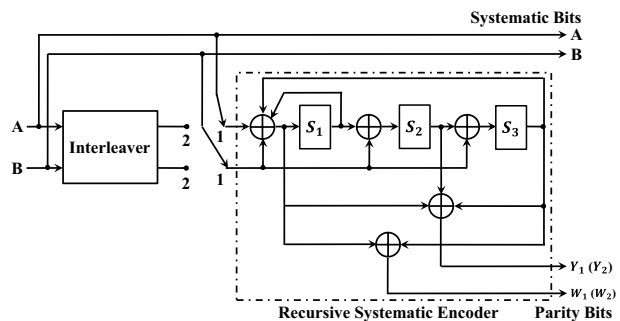 Systematic Bits
A
B
A
B
Interleaver
2
2
1
1
S₁
S₂
S₃
Y₁ (Y₂)
W₁ (W₂)
Recursive Systematic Encoder
Parity Bits